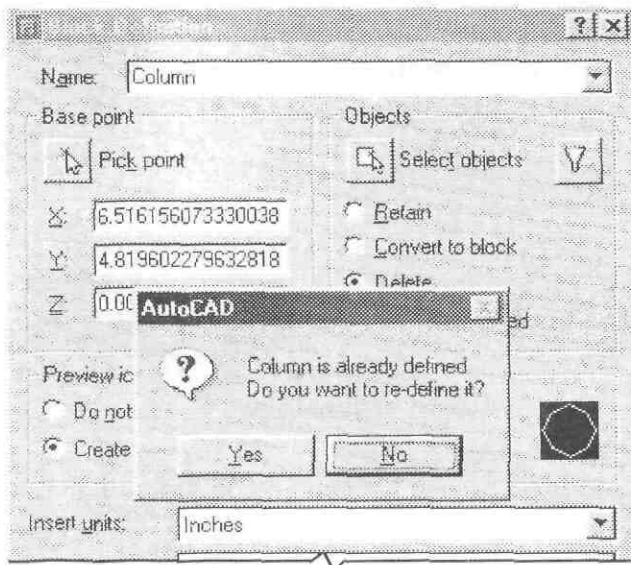 Name: Column
Base point
Pick point
X: 6.516156073330038
Y: 4.819602279632818
Z: 0.00
Objects
Select objects
Retain
Convert to block
Delete
ed
AutoCAD
Column is already defined
Do you want to re-define it?
Yes No
Preview ic
Do not
Create
Insert units: Inches